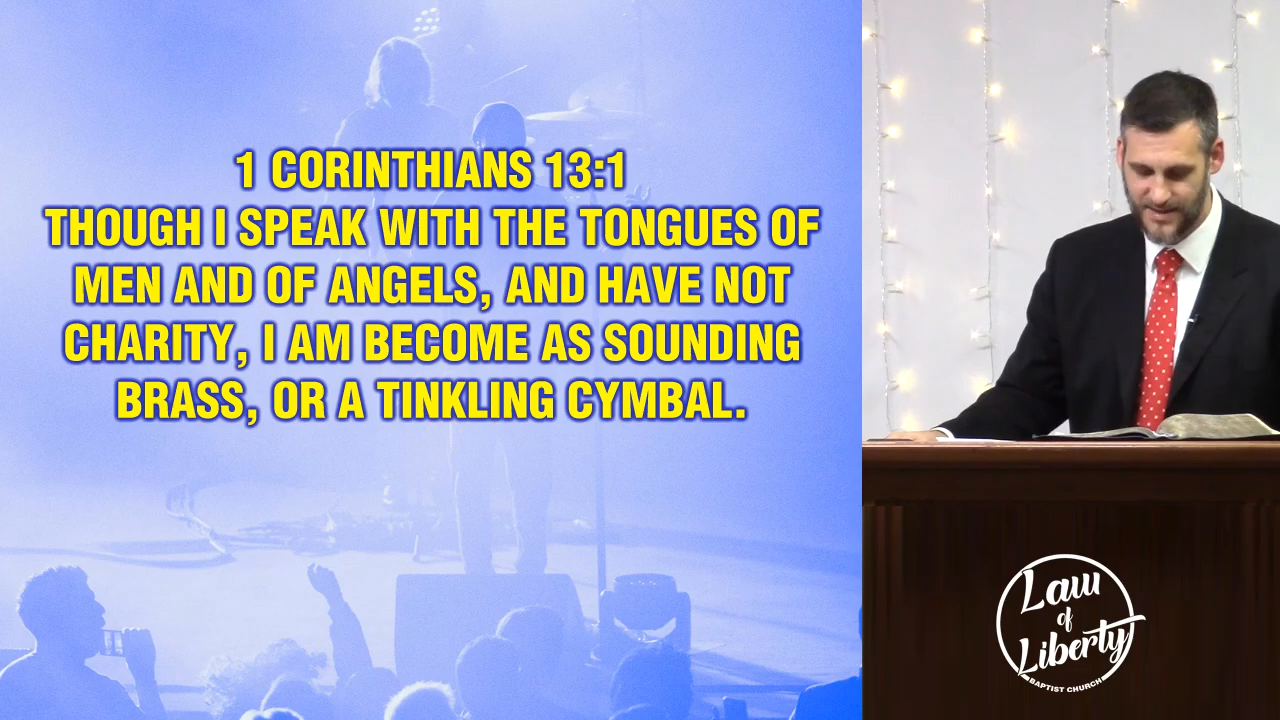 1 CORINTHIANS 13:1
THOUGH I SPEAK WITH THE TONGUES OF
MEN AND OF ANGELS, AND HAVE NOT
CHARITY, I AM BECOME AS SOUNDING
BRASS, OR A TINKLING CYMBAL.
Law
of
Liberty
BAPTIST CHURCH